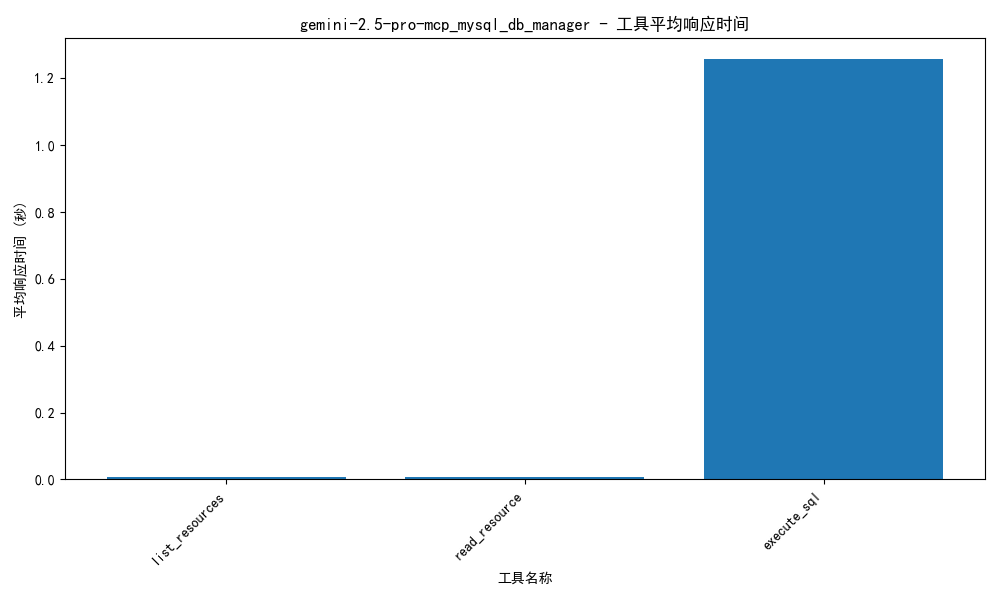 gemini-2.5-pro-mcp_mysql_db_manager - 工具平均响应时间
平均响应时间 (秒)
1.2
1.0
0.8
0.6
0.4
0.2
0.0
list_resources
read_resource
execute_sql
工具名称